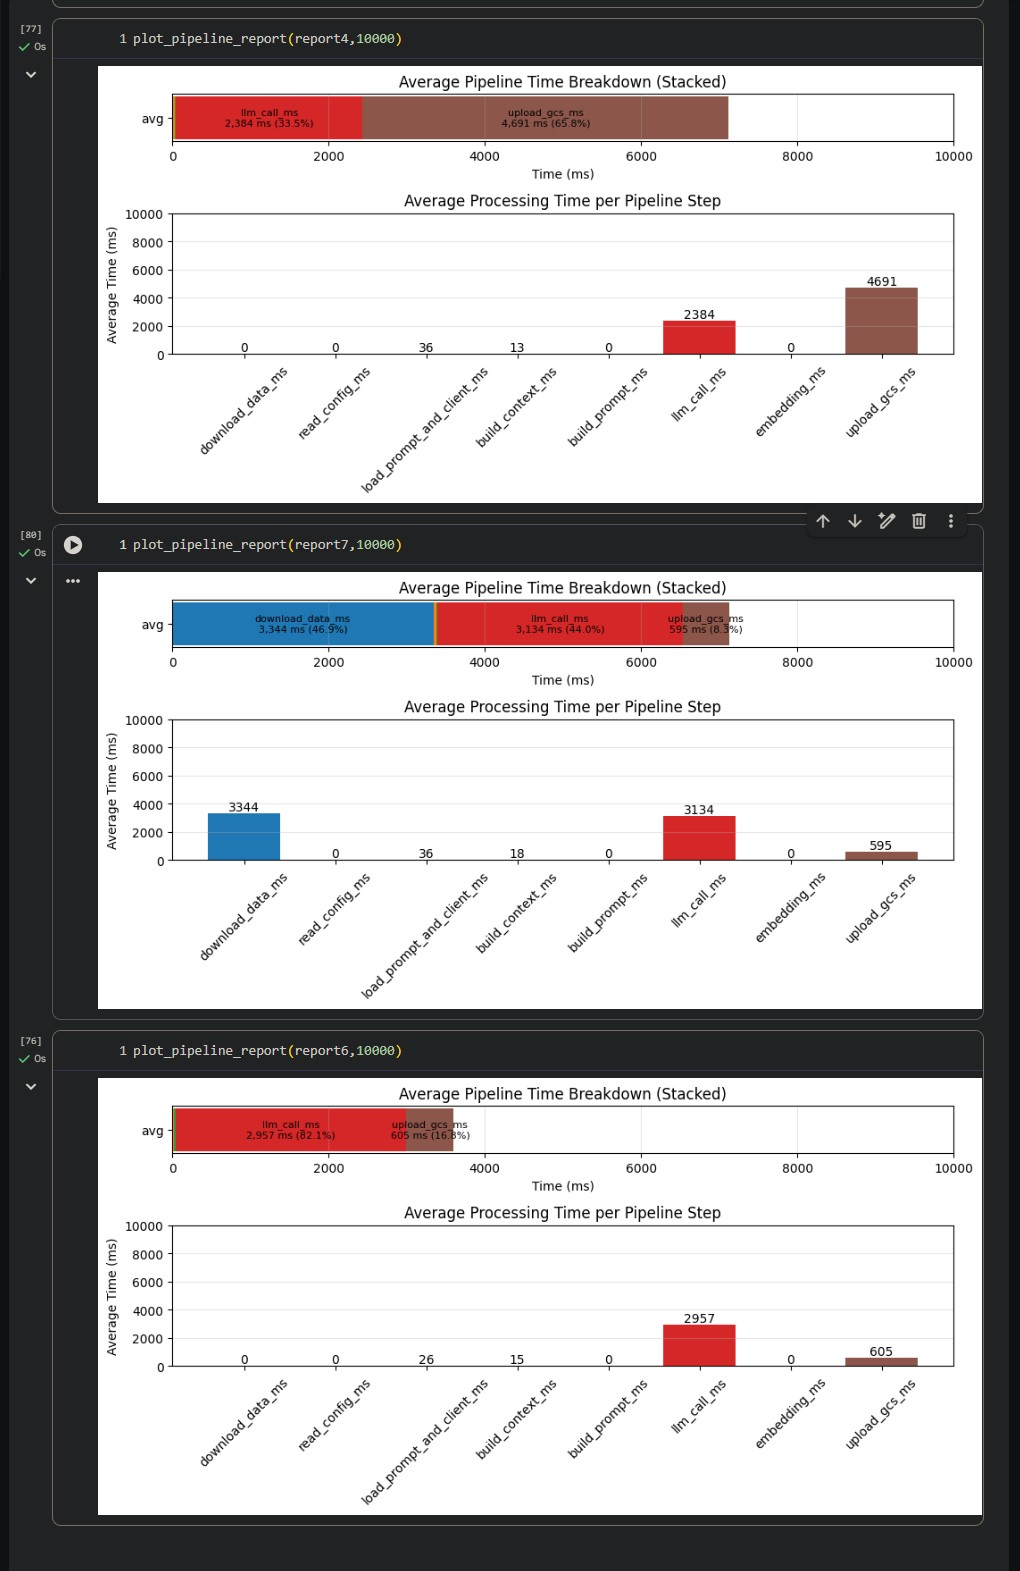 [77]
0s
1 plot_pipeline_report(report4,10000)
Average Pipeline Time Breakdown (Stacked)
avg
llm_call_ms
2,384 ms (33.5%)
upload_gcs_ms
4,691 ms (65.8%)
0 2000 4000 6000 8000 10000
Time (ms)
Average Processing Time per Pipeline Step
Average Time (ms)
10000
8000
6000
4000
2000
0
0 0 36 13 0 2384 0 4691
download_data_ms
read_config_ms
load_prompt_and_client_ms
build_context_ms
build_prompt_ms
llm_call_ms
embedding_ms
upload_gcs_ms
[80]
0s
1 plot_pipeline_report(report7,10000)
Average Pipeline Time Breakdown (Stacked)
avg
download_data_ms
3,344 ms (46.9%)
llm_call_ms
3,134 ms (44.0%)
upload_gcs_ms
595 ms (8.3%)
0 2000 4000 6000 8000 10000
Time (ms)
Average Processing Time per Pipeline Step
Average Time (ms)
10000
8000
6000
4000
2000
0
3344 0 36 18 0 3134 0 595
download_data_ms
read_config_ms
load_prompt_and_client_ms
build_context_ms
build_prompt_ms
llm_call_ms
embedding_ms
upload_gcs_ms
[76]
0s
1 plot_pipeline_report(report6,10000)
Average Pipeline Time Breakdown (Stacked)
avg
llm_call_ms
2,957 ms (82.1%)
upload_gcs_ms
605 ms (16.8%)
0 2000 4000 6000 8000 10000
Time (ms)
Average Processing Time per Pipeline Step
Average Time (ms)
10000
8000
6000
4000
2000
0
0 0 26 15 0 2957 0 605
download_data_ms
read_config_ms
load_prompt_and_client_ms
build_context_ms
build_prompt_ms
llm_call_ms
embedding_ms
upload_gcs_ms